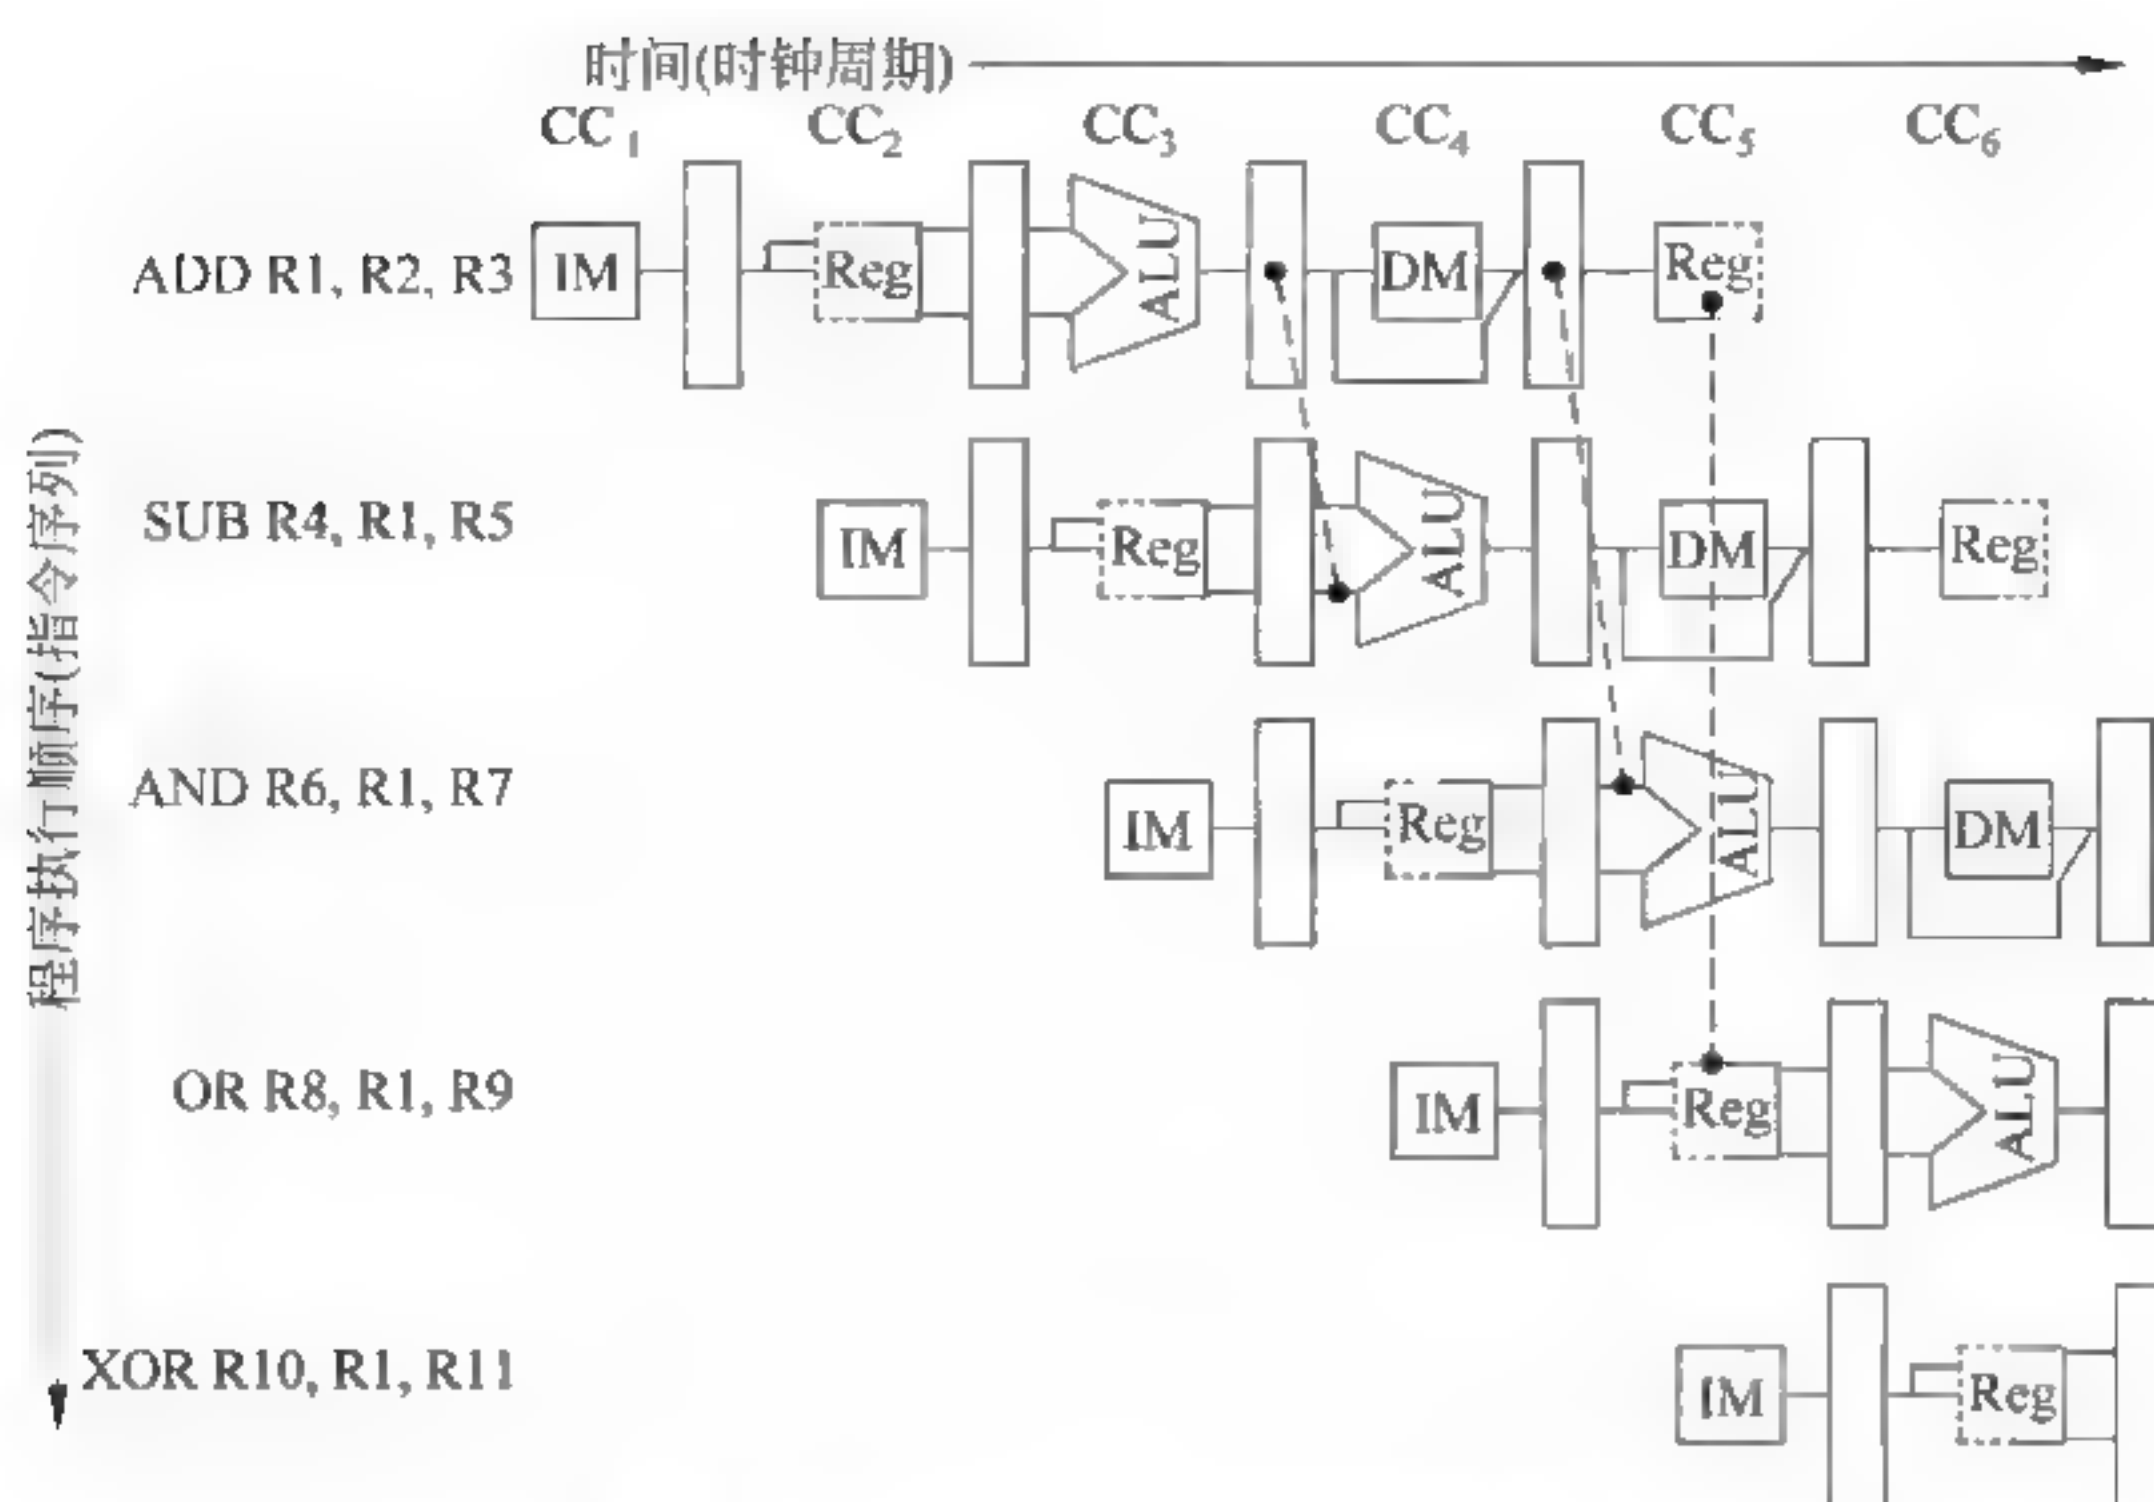 时间(时钟周期)
CC1 CC2 CC3 CC4 CC5 CC6
ADD R1, R2, R3 IM Reg ALU DM Reg
SUB R4, R1, R5 IM Reg ALU DM Reg
AND R6, R1, R7 IM Reg ALU DM
OR R8, R1, R9 IM Reg ALU
XOR R10, R1, R11 IM Reg
程序执行顺序(指令序列)